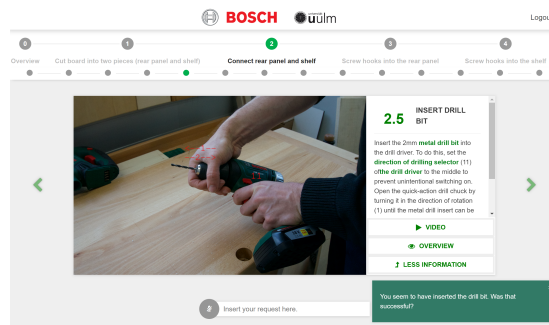 BOSCH
uulm
Logou
0
1
2
3
4
Overview
Cut board into two pieces (rear panel and shelf)
Connect rear panel and shelf
Screw hooks into the rear panel
Screw hooks into the shelf
2.5
INSERT DRILL
BIT
Insert the 2mm metal drill bit into
the drill driver. To do this, set the
direction of drilling selector (11)
ofthe drill driver to the middle to
prevent unintentional switching on.
Open the quick-action drill chuck by
turning it in the direction of rotation
(1) until the metal drill insert can be
VIDEO
OVERVIEW
LESS INFORMATION
Insert your request here.
You seem to have inserted the drill bit. Was that
successful?